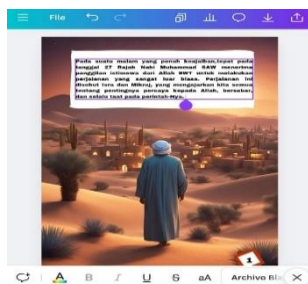 File
Pada suatu malam yang penuh keajaiban,tepat pada
tanggal 27 Rajab Nabi Muhammad SAW menerima
panggilan istimewa dari Allah SWT untuk melakukan
perjalanan yang sangat luar biasa. Perjalanan ini
disebut Isra dan Mikraj, yang mengajarkan kita semua
tentang pentingnya percaya kepada Allah, bersabar,
dan selalu taat pada perintah-Nya.
1
A B I U S aA Archivo Bla